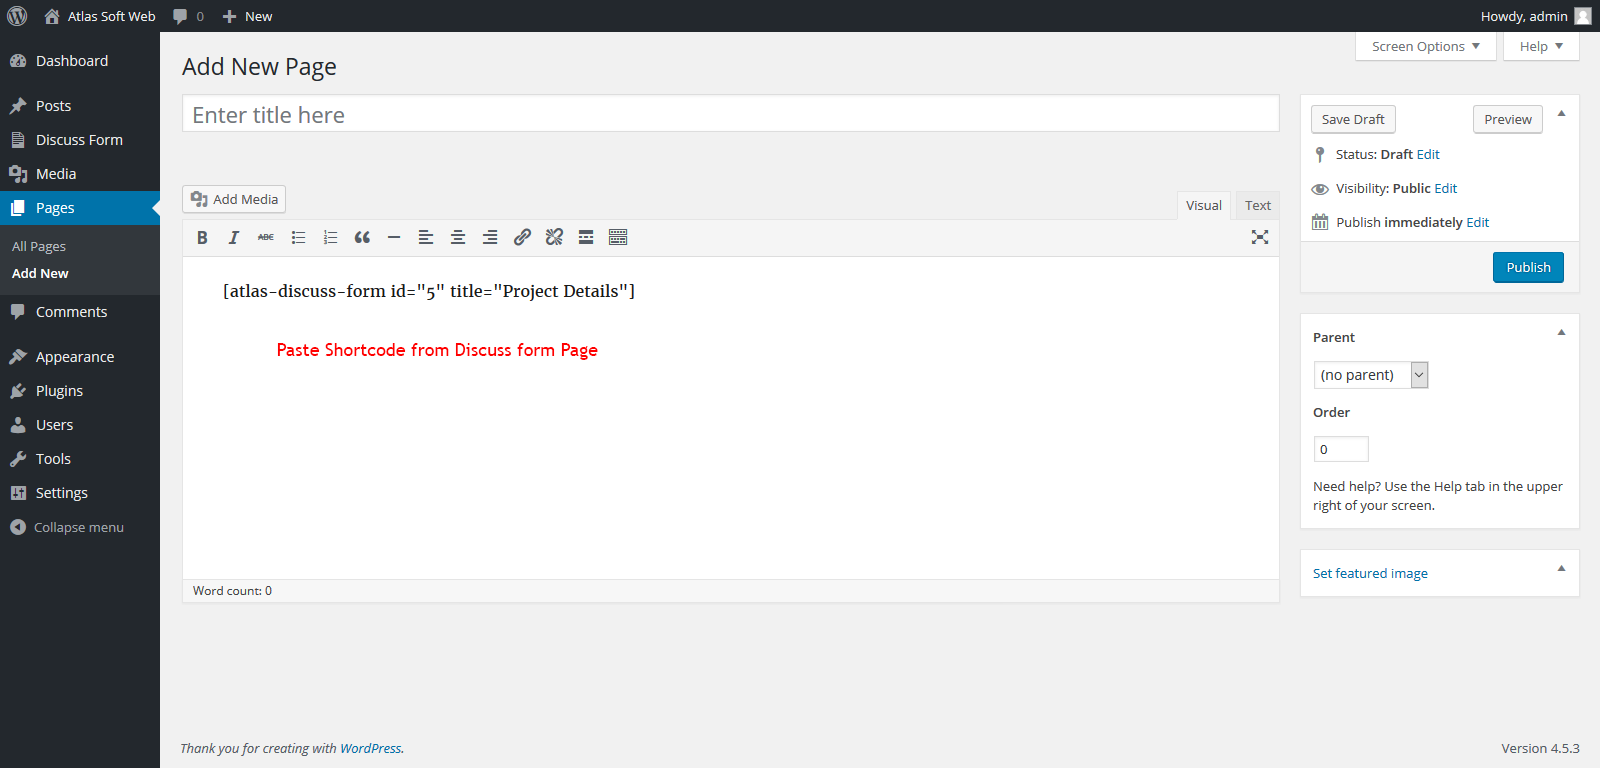 Atlas Soft Web 0 New Howdy, admin
Dashboard
Posts
Discuss Form
Media
Pages
All Pages
Add New
Comments
Appearance
Plugins
Users
Tools
Settings
Collapse menu
Screen Options Help
Add New Page
Enter title here
Add Media
Visual Text
B I ABC
[atlas-discuss-form id="5" title="Project Details"]
Paste Shortcode from Discuss form Page
Word count: 0
Save Draft Preview
Status: Draft Edit
Visibility: Public Edit
Publish immediately Edit
Publish
Parent
(no parent)
Order
0
Need help? Use the Help tab in the upper
right of your screen.
Set featured image
Thank you for creating with WordPress.
Version 4.5.3